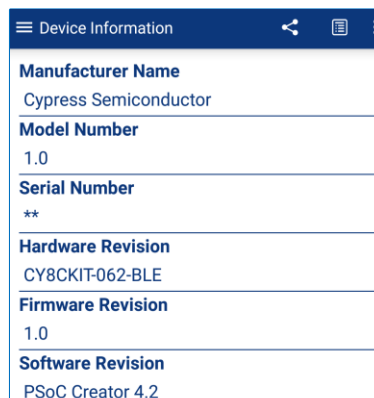 Device Information
Manufacturer Name
Cypress Semiconductor
Model Number
1.0
Serial Number
**
Hardware Revision
CY8CKIT-062-BLE
Firmware Revision
1.0
Software Revision
PSoC Creator 4.2